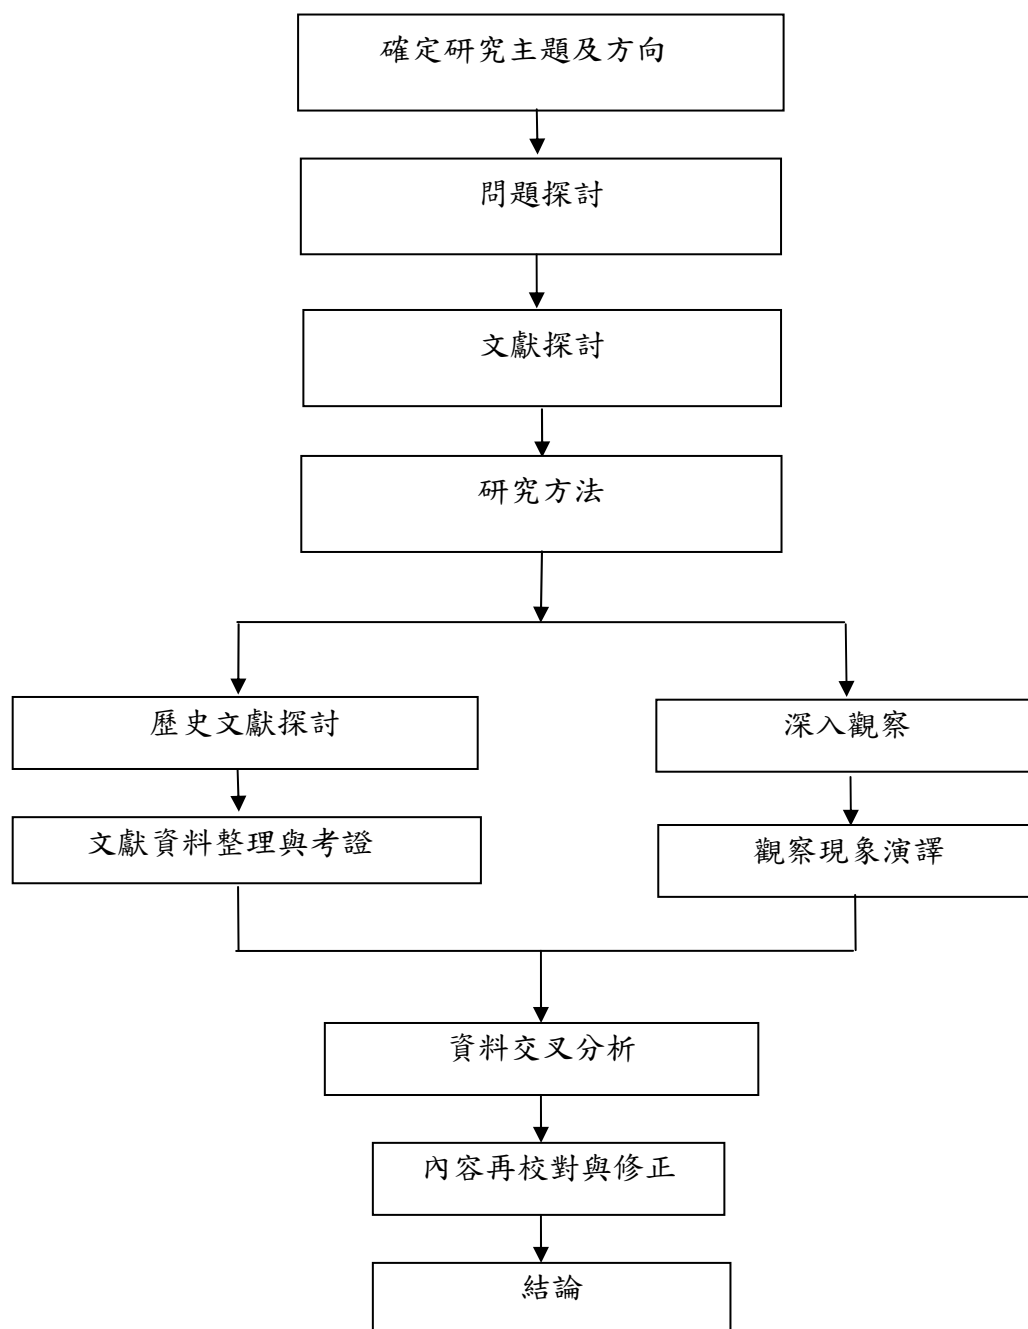 確定研究主題及方向
問題探討
文獻探討
研究方法
歷史文獻探討
深入觀察
文獻資料整理與考證
觀察現象演譯
資料交叉分析
內容再校對與修正
結論